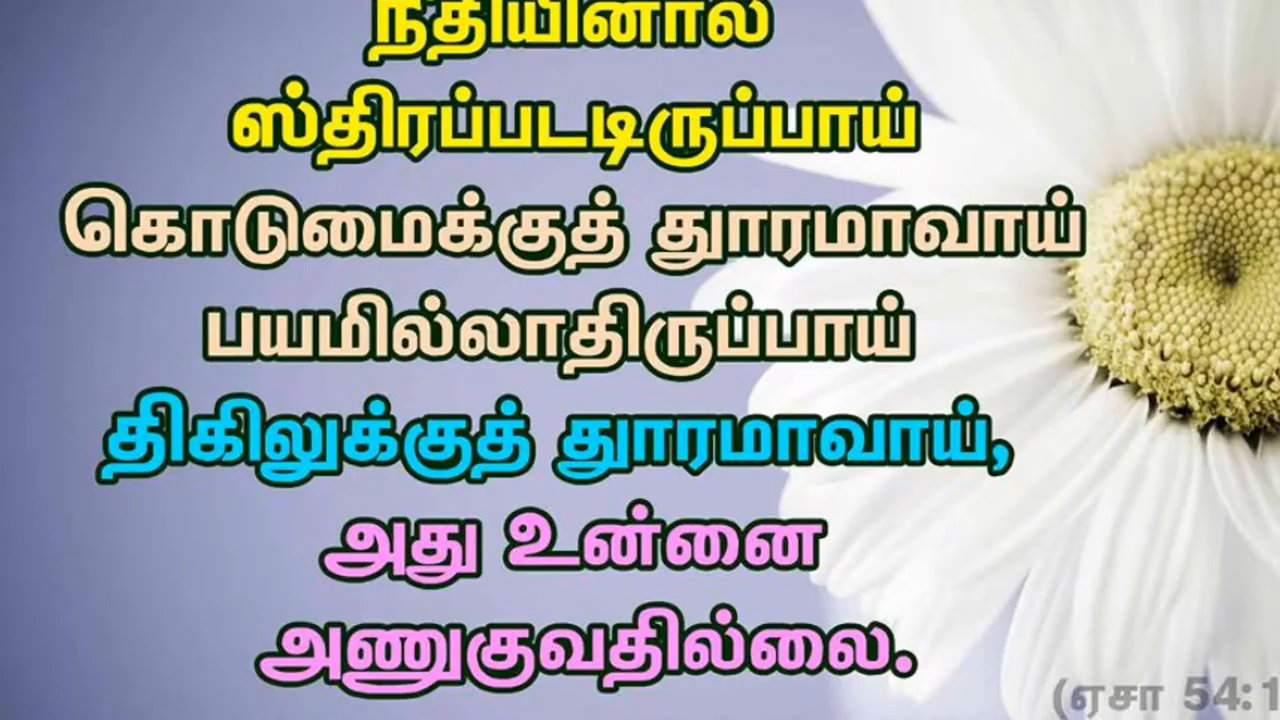 நீதியினால்
ஸ்திரப்படடிருப்பாய்
கொடுமைக்குத் தூரமாவாய்
பயமில்லாதிருப்பாய்
திகிலுக்குத் தூரமாவாய்,
அது உன்னை
அணுகுவதில்லை.
(ஏசா 54:1